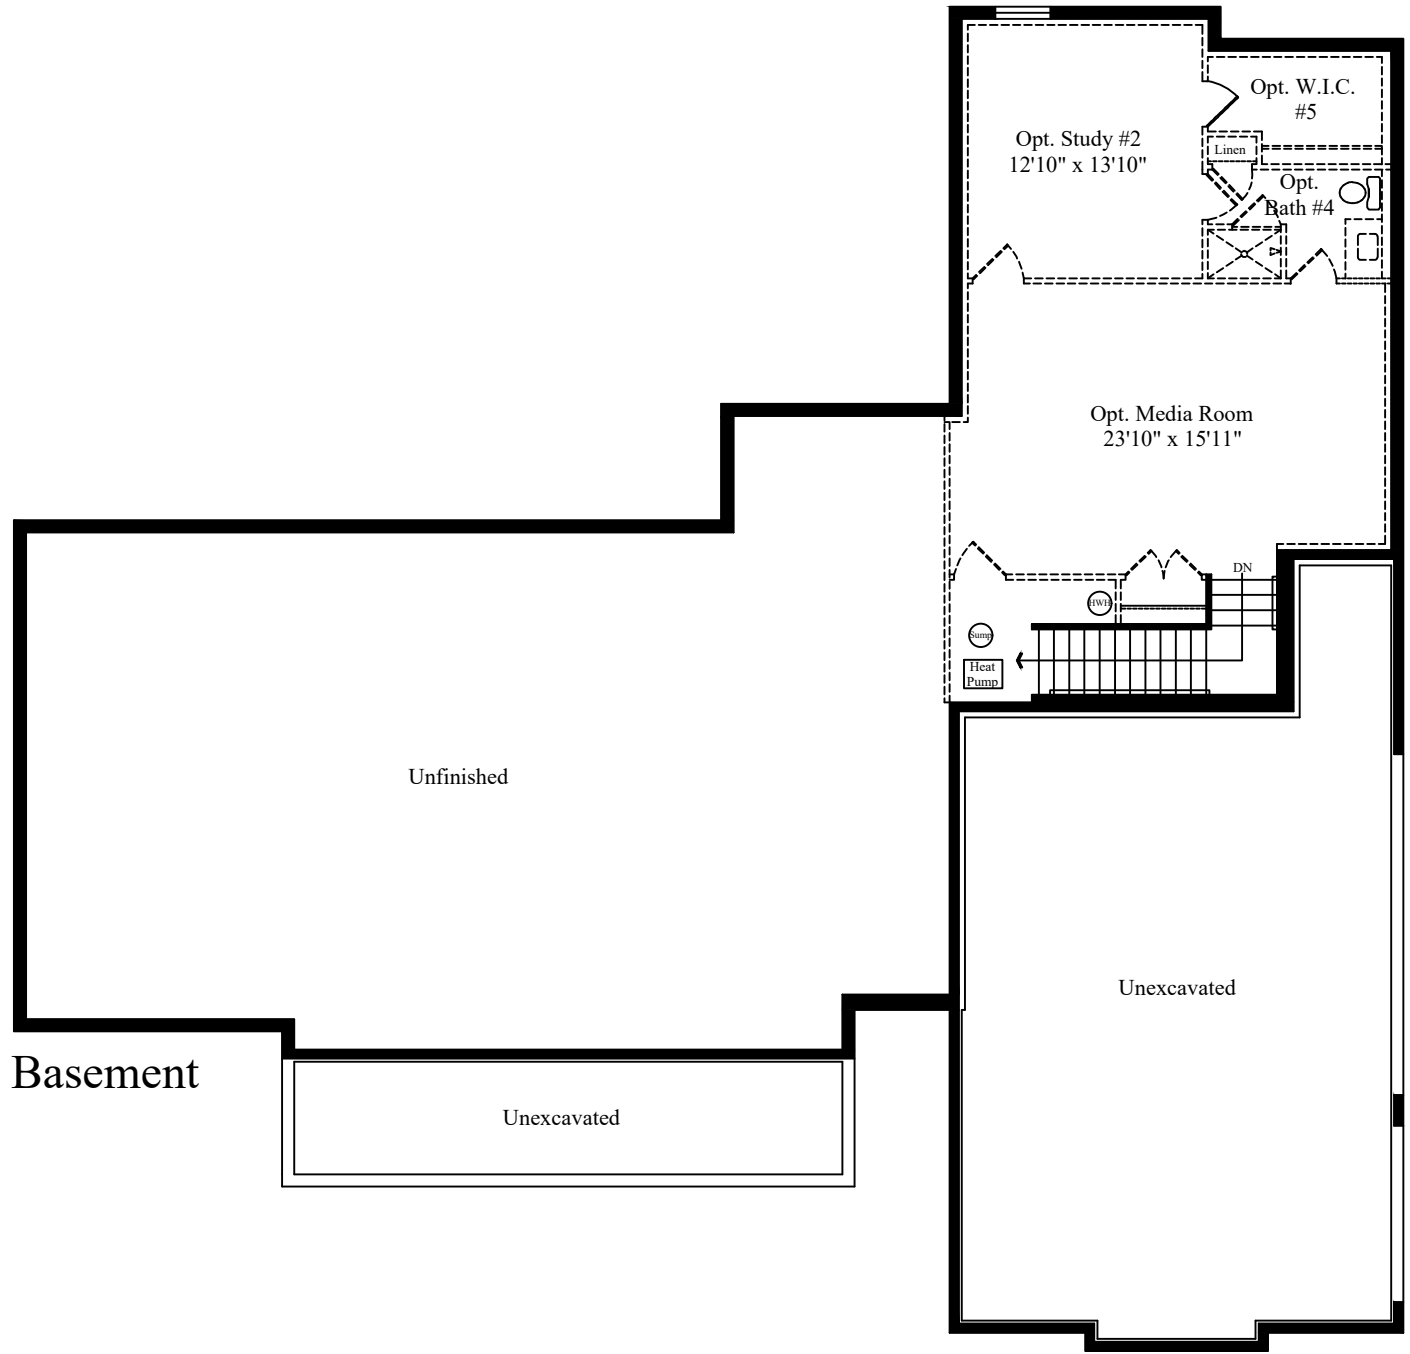 Opt. W.I.C.
#5
Opt. Study #2
12'10" x 13'10"
Linen
Opt.
Bath #4
Opt. Media Room
23'10" x 15'11"
DN
HWH
Sump
Heat
Pump
Unfinished
Unexcavated
Basement
Unexcavated